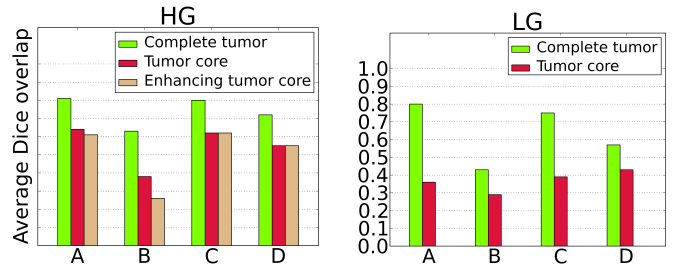 HG
Complete tumor
Tumor core
Enhancing tumor core
Average Dice overlap
A B C D
LG
Complete tumor
Tumor core
1.0
0.9
0.8
0.7
0.6
0.5
0.4
0.3
0.2
0.1
0.0
A B C D